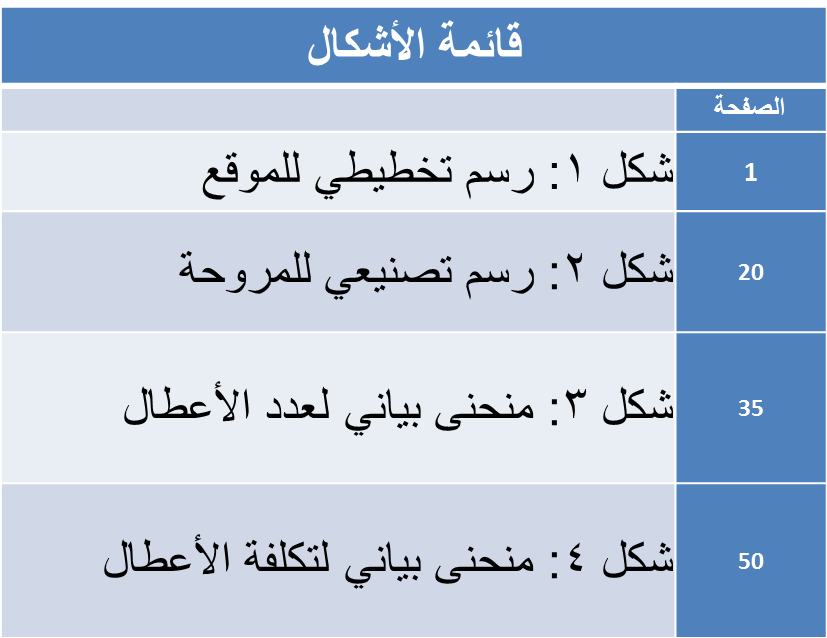 قائمة الأشكال
الصفحة
1 شكل ١: رسم تخطيطي للموقع
20 شكل ٢: رسم تصنيعي للمروحة
35 شكل ٣: منحنى بياني لعدد الأعطال
50 شكل ٤: منحنى بياني لتكلفة الأعطال